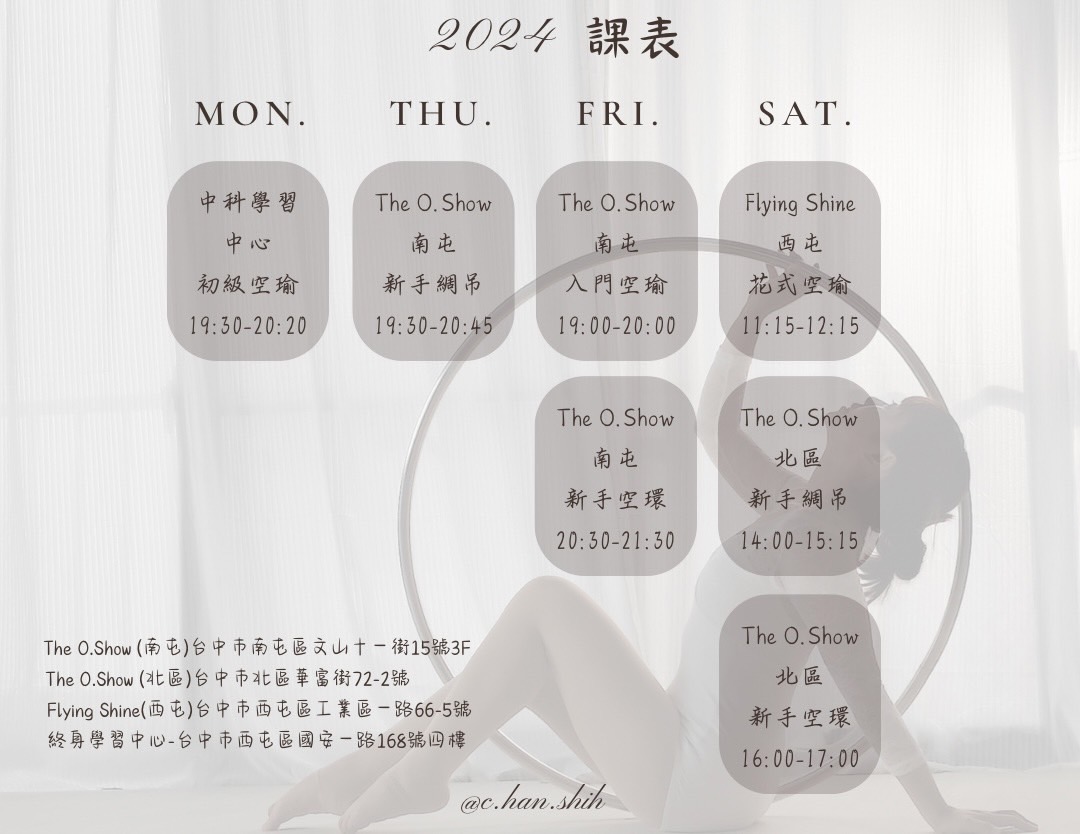 2024 課表
MON.
THU.
FRI.
SAT.
中科學習
中心
初級空瑜
19:30-20:20
The O.Show
南屯
新手綢吊
19:30-20:45
The O.Show
南屯
入門空瑜
19:00-20:00
Flying Shine
西屯
花式空瑜
11:15-12:15
The O.Show
南屯
新手空環
20:30-21:30
The O.Show
北區
新手綢吊
14:00-15:15
The O.Show
北區
新手空環
16:00-17:00
The O.Show (南屯)台中市南屯區文山十一街15號3F
The O.Show (北區)台中市北區華富街72-2號
Flying Shine(西屯)台中市西屯區工業區一路66-5號
終身學習中心-台中市西屯區國安一路168號四樓
@c.han.shih